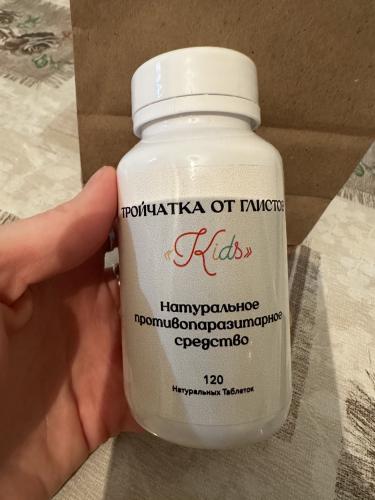 ТРОЙЧАТКА ОТ ГЛИСТОВ
«Kids»
Натуральное
противопаразитарное
средство
120
Натуральных Таблеток